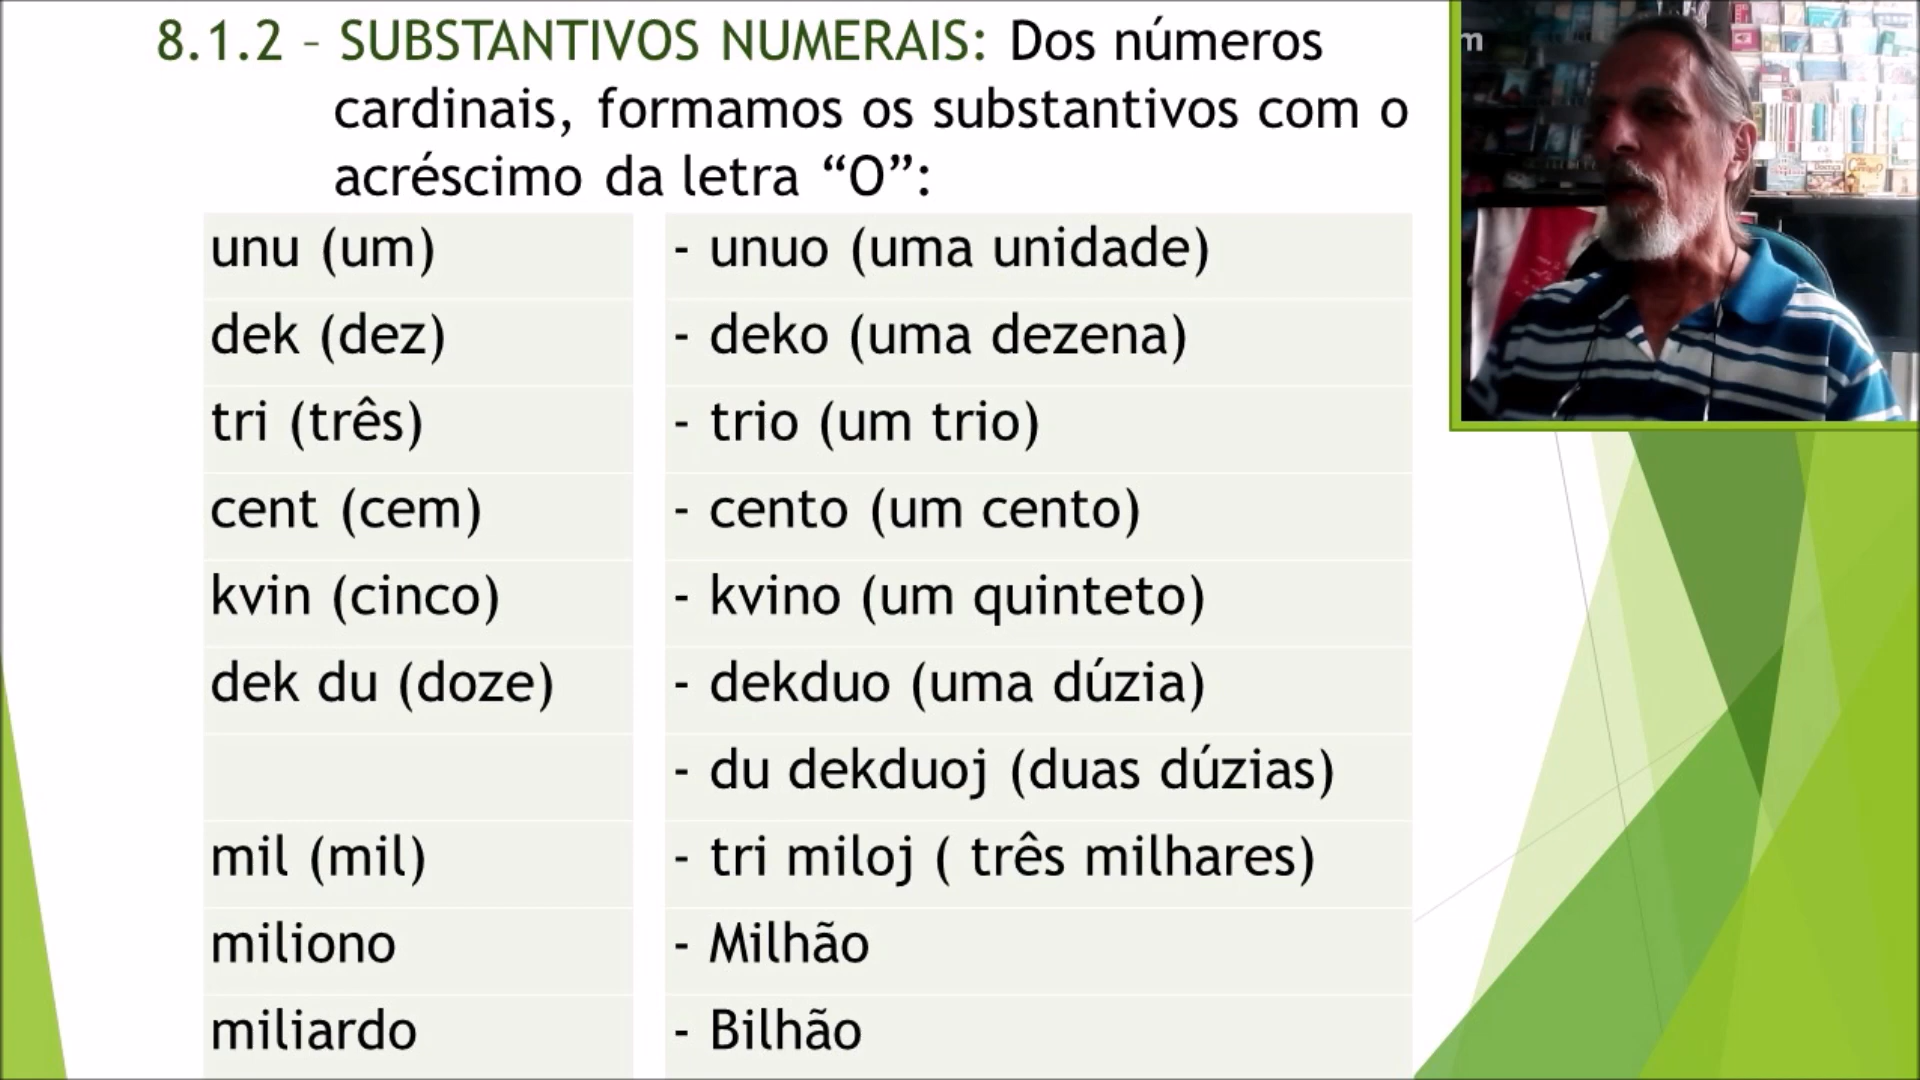 8.1.2 – SUBSTANTIVOS NUMERAIS: Dos números
cardinais, formamos os substantivos com o
acréscimo da letra “O”:
unu (um) - unuo (uma unidade)
dek (dez) - deko (uma dezena)
tri (três) - trio (um trio)
cent (cem) - cento (um cento)
kvin (cinco) - kvino (um quinteto)
dek du (doze) - dekduo (uma dúzia)
- du dekduoj (duas dúzias)
mil (mil) - tri miloj ( três milhares)
miliono - Milhão
miliardo - Bilhão